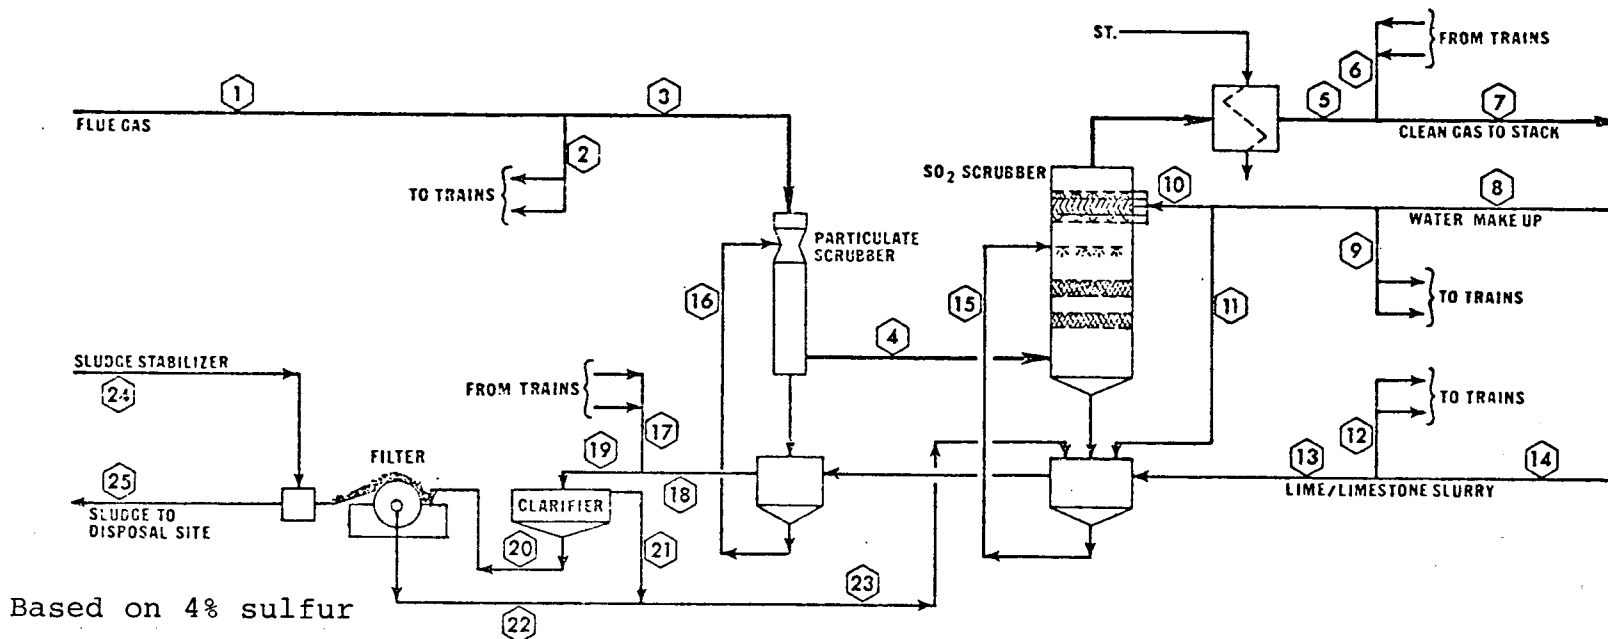 ST.
FROM TRAINS
6
1
3
5
7
FLUE GAS
CLEAN GAS TO STACK
2
TO TRAINS
SO2 SCRUBBER
10
8
WATER MAKE UP
PARTICULATE
SCRUBBER
9
16
15
11
TO TRAINS
4
SLUDGE STABILIZER
24
FROM TRAINS
17
TO TRAINS
12
19
FILTER
13
14
25
18
LIME/LIMESTONE SLURRY
SLUDGE TO
DISPOSAL SITE
CLARIFIER
20
21
23
Based on 4% sulfur
22